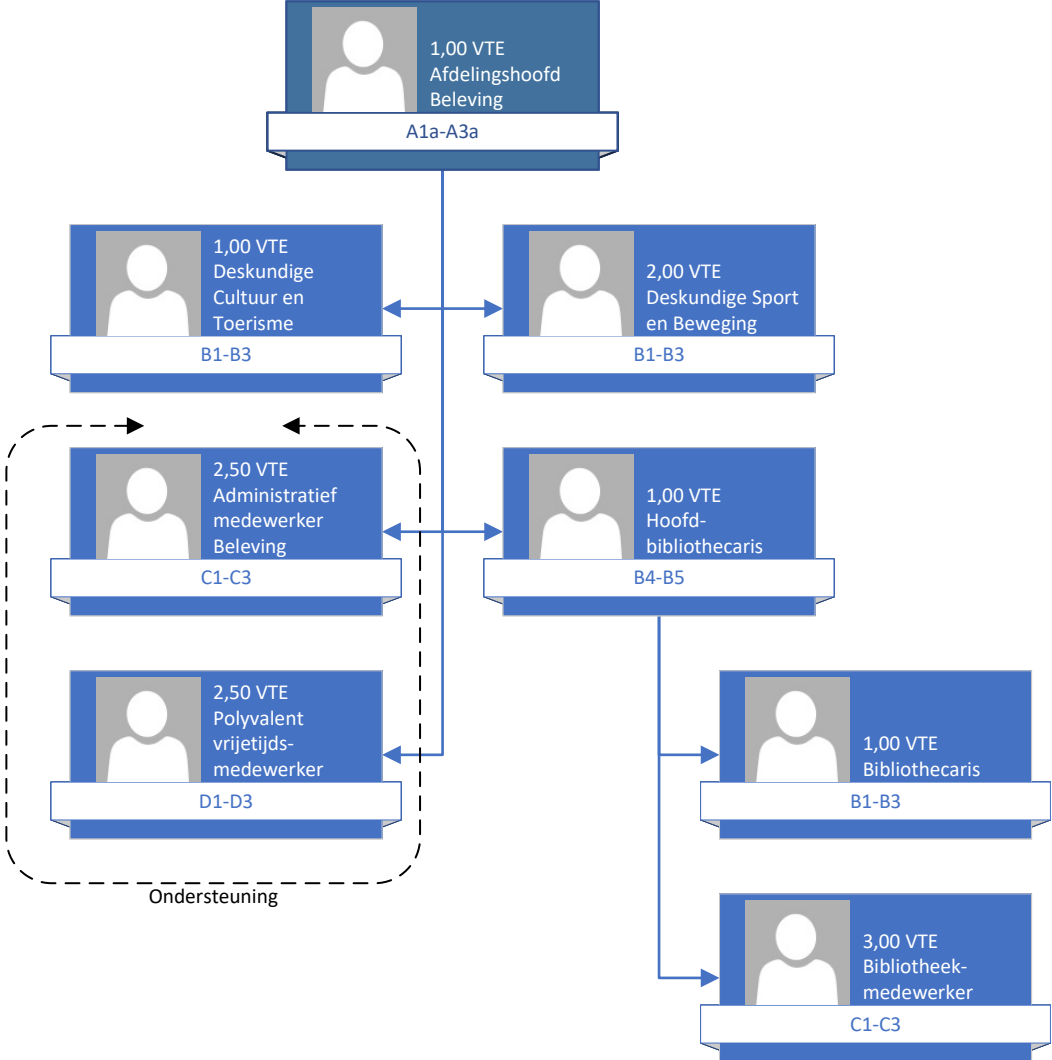 1,00 VTE
Afdelingshoofd
Beleving
A1a-A3a
1,00 VTE
Deskundige
Cultuur en
Toerisme
B1-B3
2,00 VTE
Deskundige Sport
en Beweging
B1-B3
2,50 VTE
Administratief
medewerker
Beleving
C1-C3
1,00 VTE
Hoofd-
bibliothecaris
B4-B5
2,50 VTE
Polyvalent
vrijetijds-
medewerker
D1-D3
1,00 VTE
Bibliothecaris
B1-B3
Ondersteuning
3,00 VTE
Bibliotheek-
medewerker
C1-C3